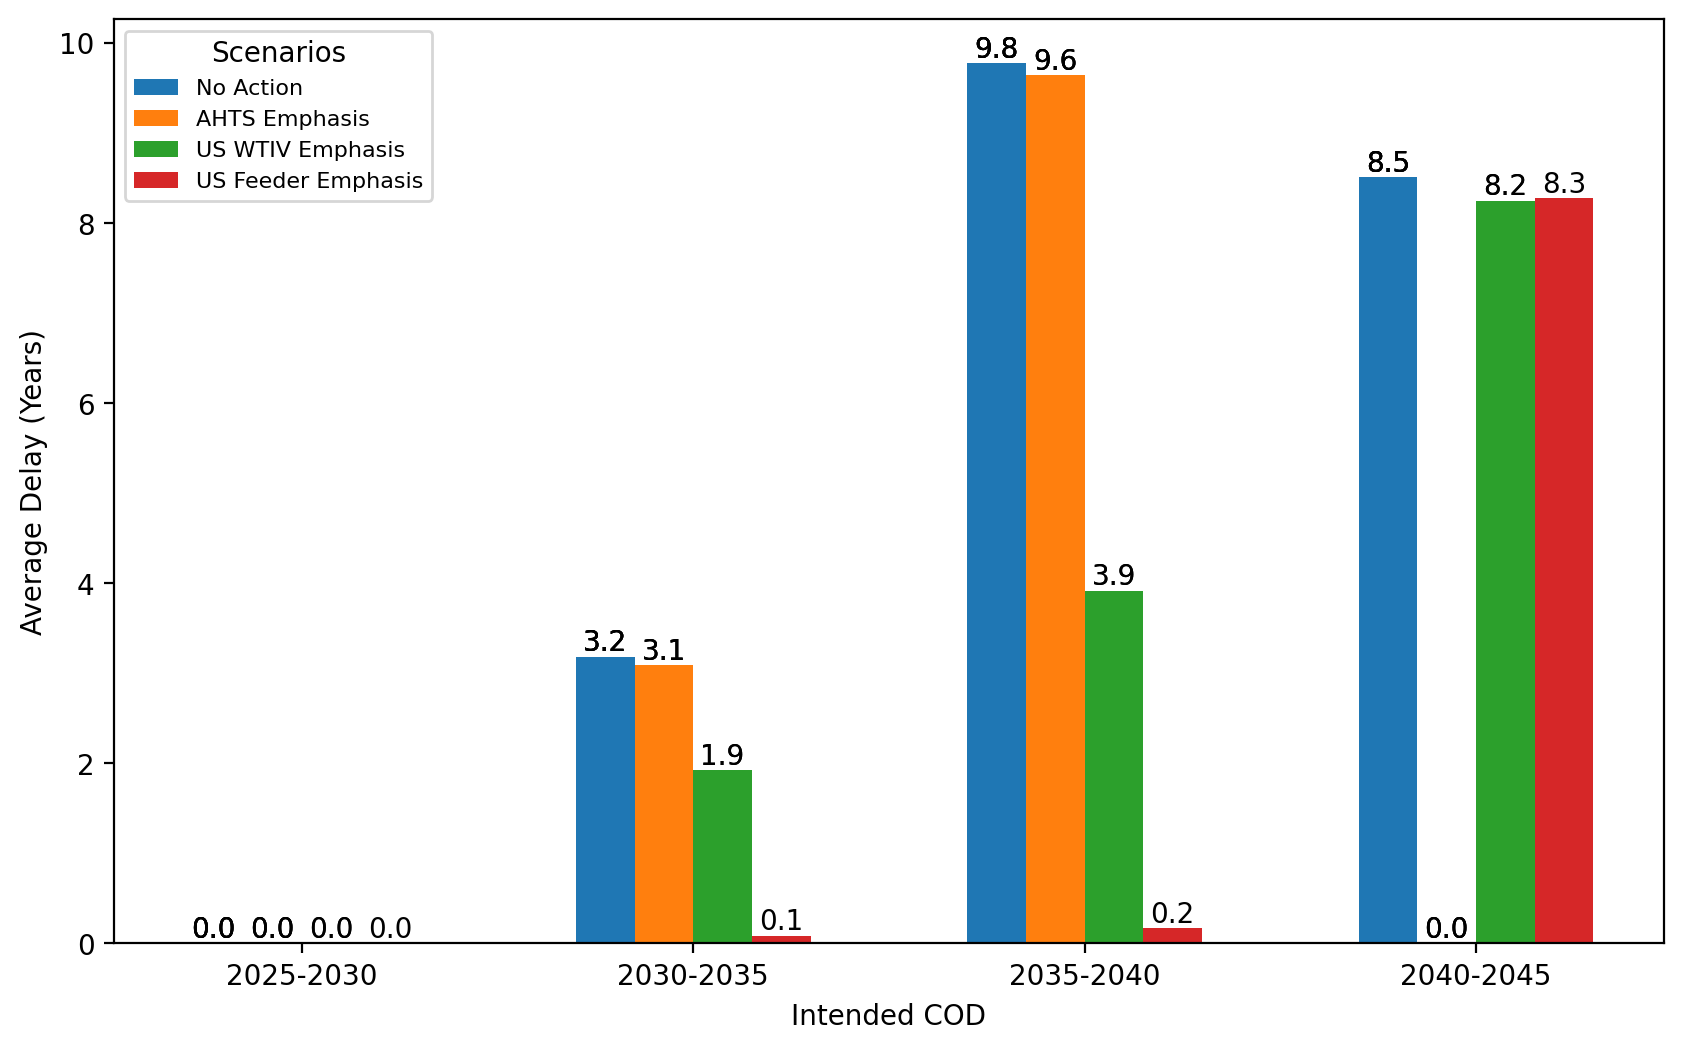 Scenarios
No Action
AHTS Emphasis
US WTIV Emphasis
US Feeder Emphasis
Average Delay (Years)
10
8
6
4
2
0
0.0 0.0 0.0 0.0
3.2 3.1 1.9 0.1
9.8 9.6 3.9 0.2
8.5 0.0 8.2 8.3
2025-2030 2030-2035 2035-2040 2040-2045
Intended COD